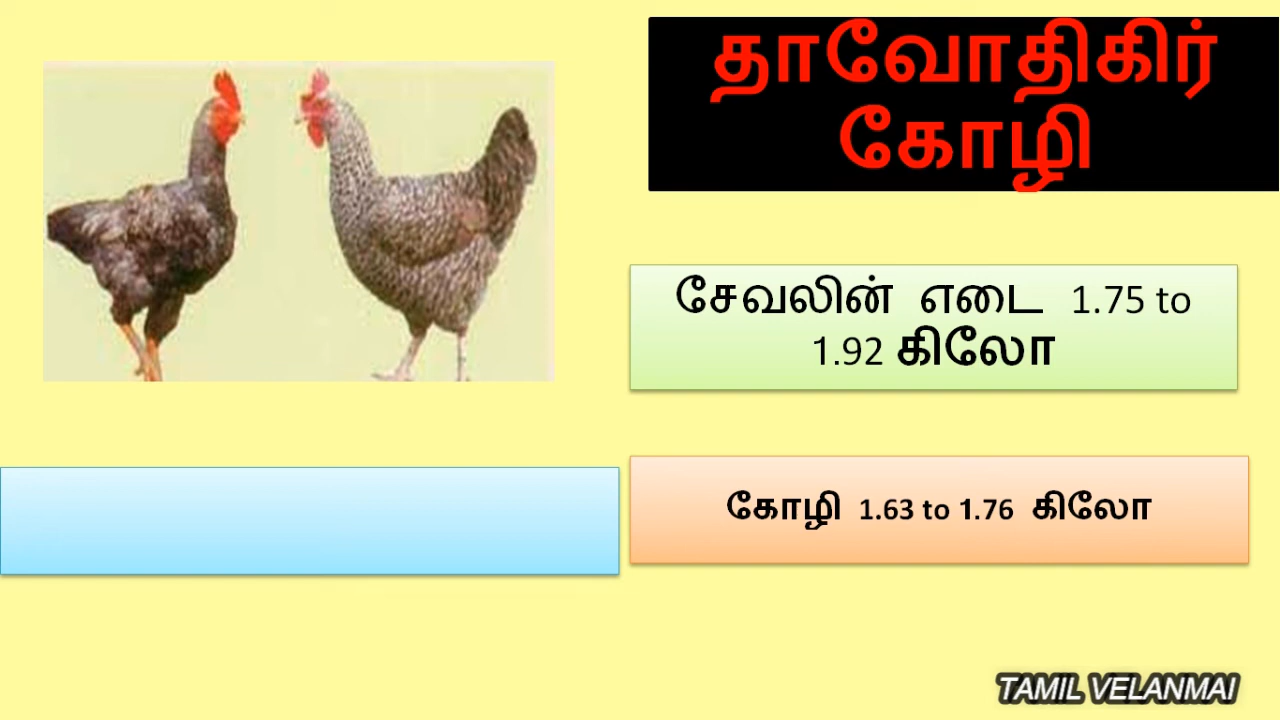 தாவோதிகிர்
கோழி
சேவலின் எடை 1.75 to
1.92 கிலோ
கோழி 1.63 to 1.76 கிலோ
TAMIL VELANMAI